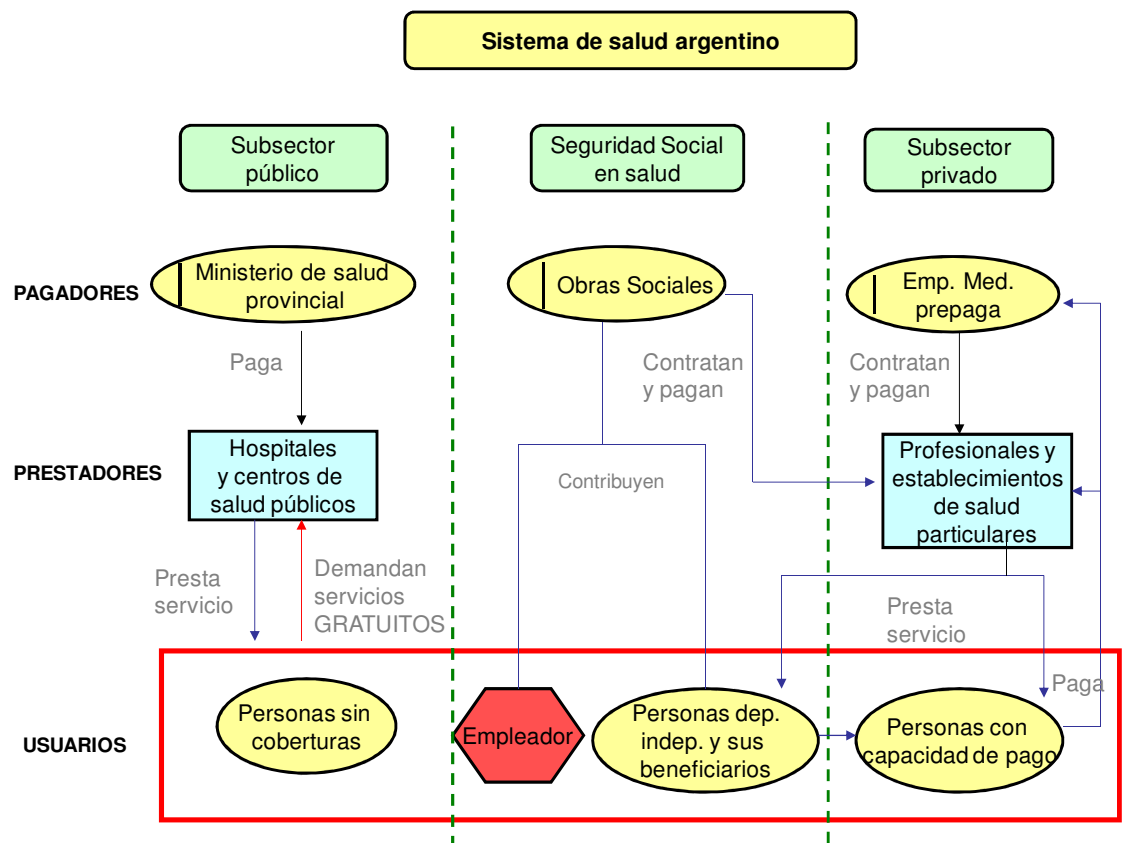 Sistema de salud argentino
Subsector
público
Seguridad Social
en salud
Subsector
privado
PAGADORES
Ministerio de salud
provincial
Obras Sociales
Emp. Med.
prepaga
Paga
Contratan
y pagan
Contratan
y pagan
PRESTADORES
Hospitales
y centros de
salud públicos
Contribuyen
Profesionales y
establecimientos
de salud
particulares
Presta
servicio
Demandan
servicios
GRATUITOS
Presta
servicio
Paga
USUARIOS
Personas sin
coberturas
Empleador
Personas dep.
indep. y sus
beneficiarios
Personas con
capacidad de pago